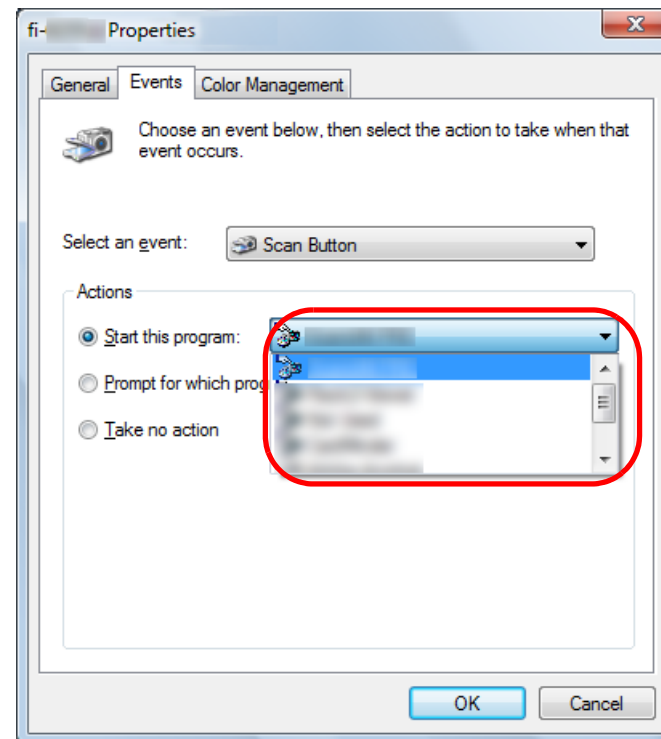 fi- Properties
General Events Color Management
Choose an event below, then select the action to take when that
event occurs.
Select an event: Scan Button
Actions
Start this program:
Prompt for which prog
Take no action
OK Cancel